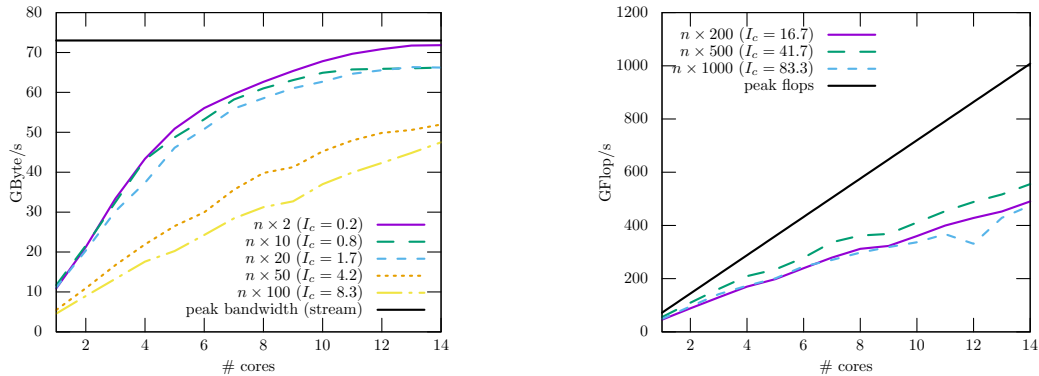 80
70
60
50
40
30
20
10
0
GByte/s
n × 2 (I_c = 0.2)
n × 10 (I_c = 0.8)
n × 20 (I_c = 1.7)
n × 50 (I_c = 4.2)
n × 100 (I_c = 8.3)
peak bandwidth (stream)
2 4 6 8 10 12 14
# cores
1200
1000
800
600
400
200
0
GFlop/s
n × 200 (I_c = 16.7)
n × 500 (I_c = 41.7)
n × 1000 (I_c = 83.3)
peak flops
2 4 6 8 10 12 14
# cores